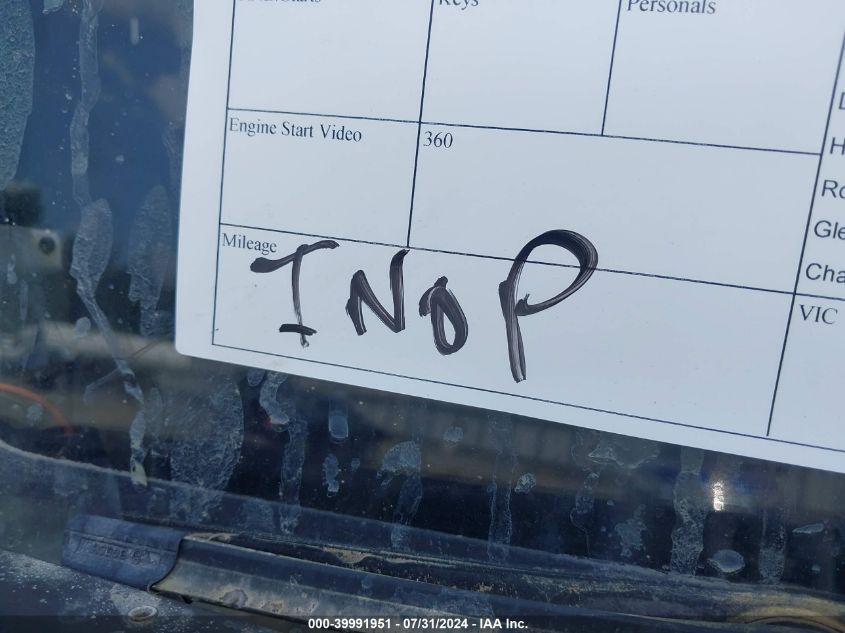 Keys
Personals
Engine Start Video
360
Mileage
INOP
VIC
000-39991951 - 07/31/2024 - IAA Inc.